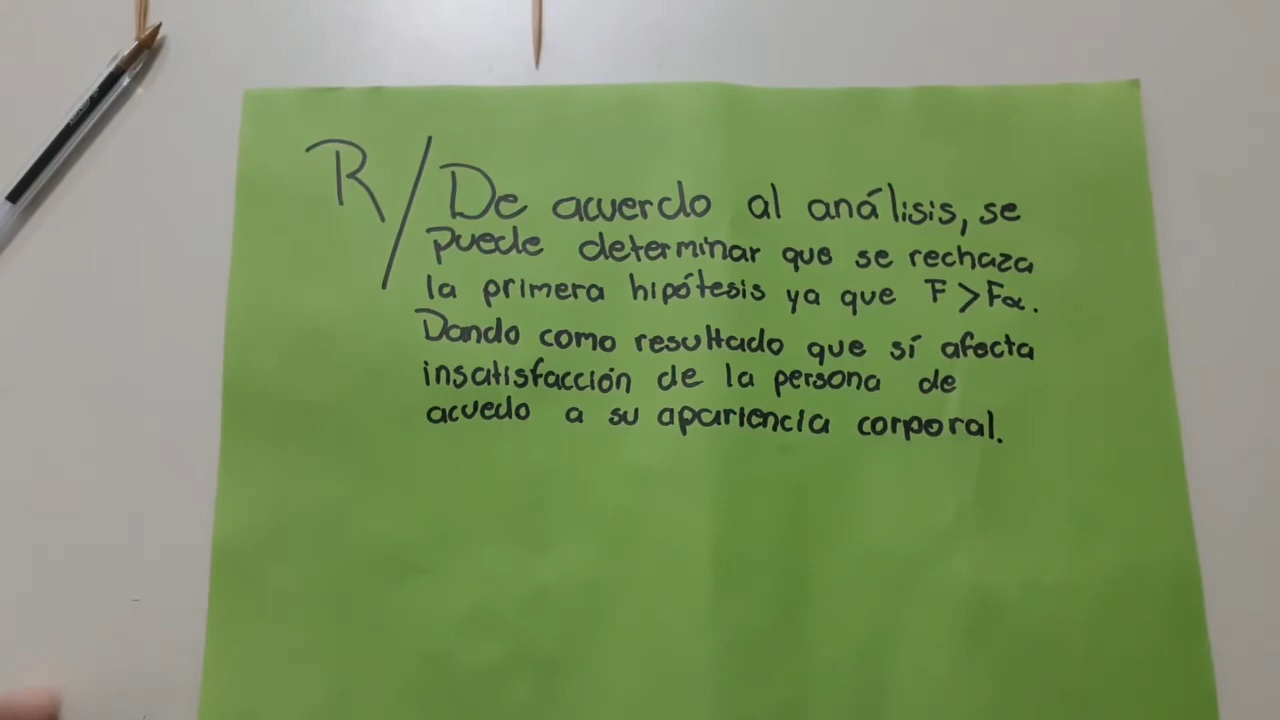 R/ De acuerdo al análisis, se
puede determinar que se rechaza
la primera hipótesis ya que F>Fα.
Dando como resultado que sí afecta
insatisfacción de la persona de
acuedo a su apariencia corporal.